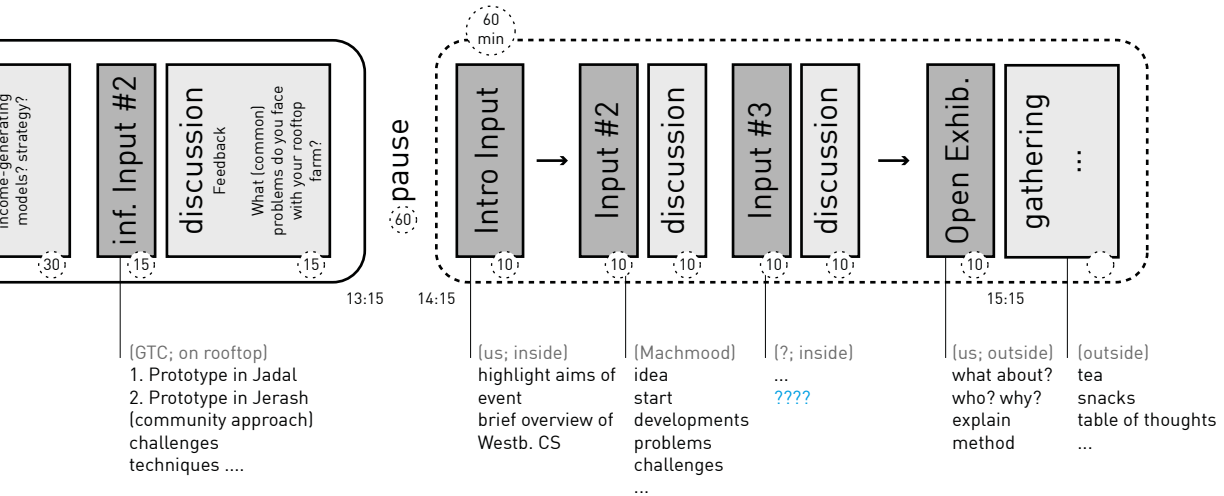 income-generating
models? strategy?
30
inf. Input #2
15
discussion
Feedback
What (common)
problems do you face
with your rooftop
farm?
15
13:15
pause
60
14:15
60
min
Intro Input
10
→
Input #2
10
discussion
10
Input #3
10
discussion
10
→
Open Exhib.
10
gathering
...
15:15
(GTC; on rooftop)
1. Prototype in Jadal
2. Prototype in Jerash
(community approach)
challenges
techniques ....
(us; inside)
highlight aims of
event
brief overview of
Westb. CS
(Machmood)
idea
start
developments
problems
challenges
...
(?; inside)
...
????
(us; outside)
what about?
who? why?
explain
method
(outside)
tea
snacks
table of thoughts
...